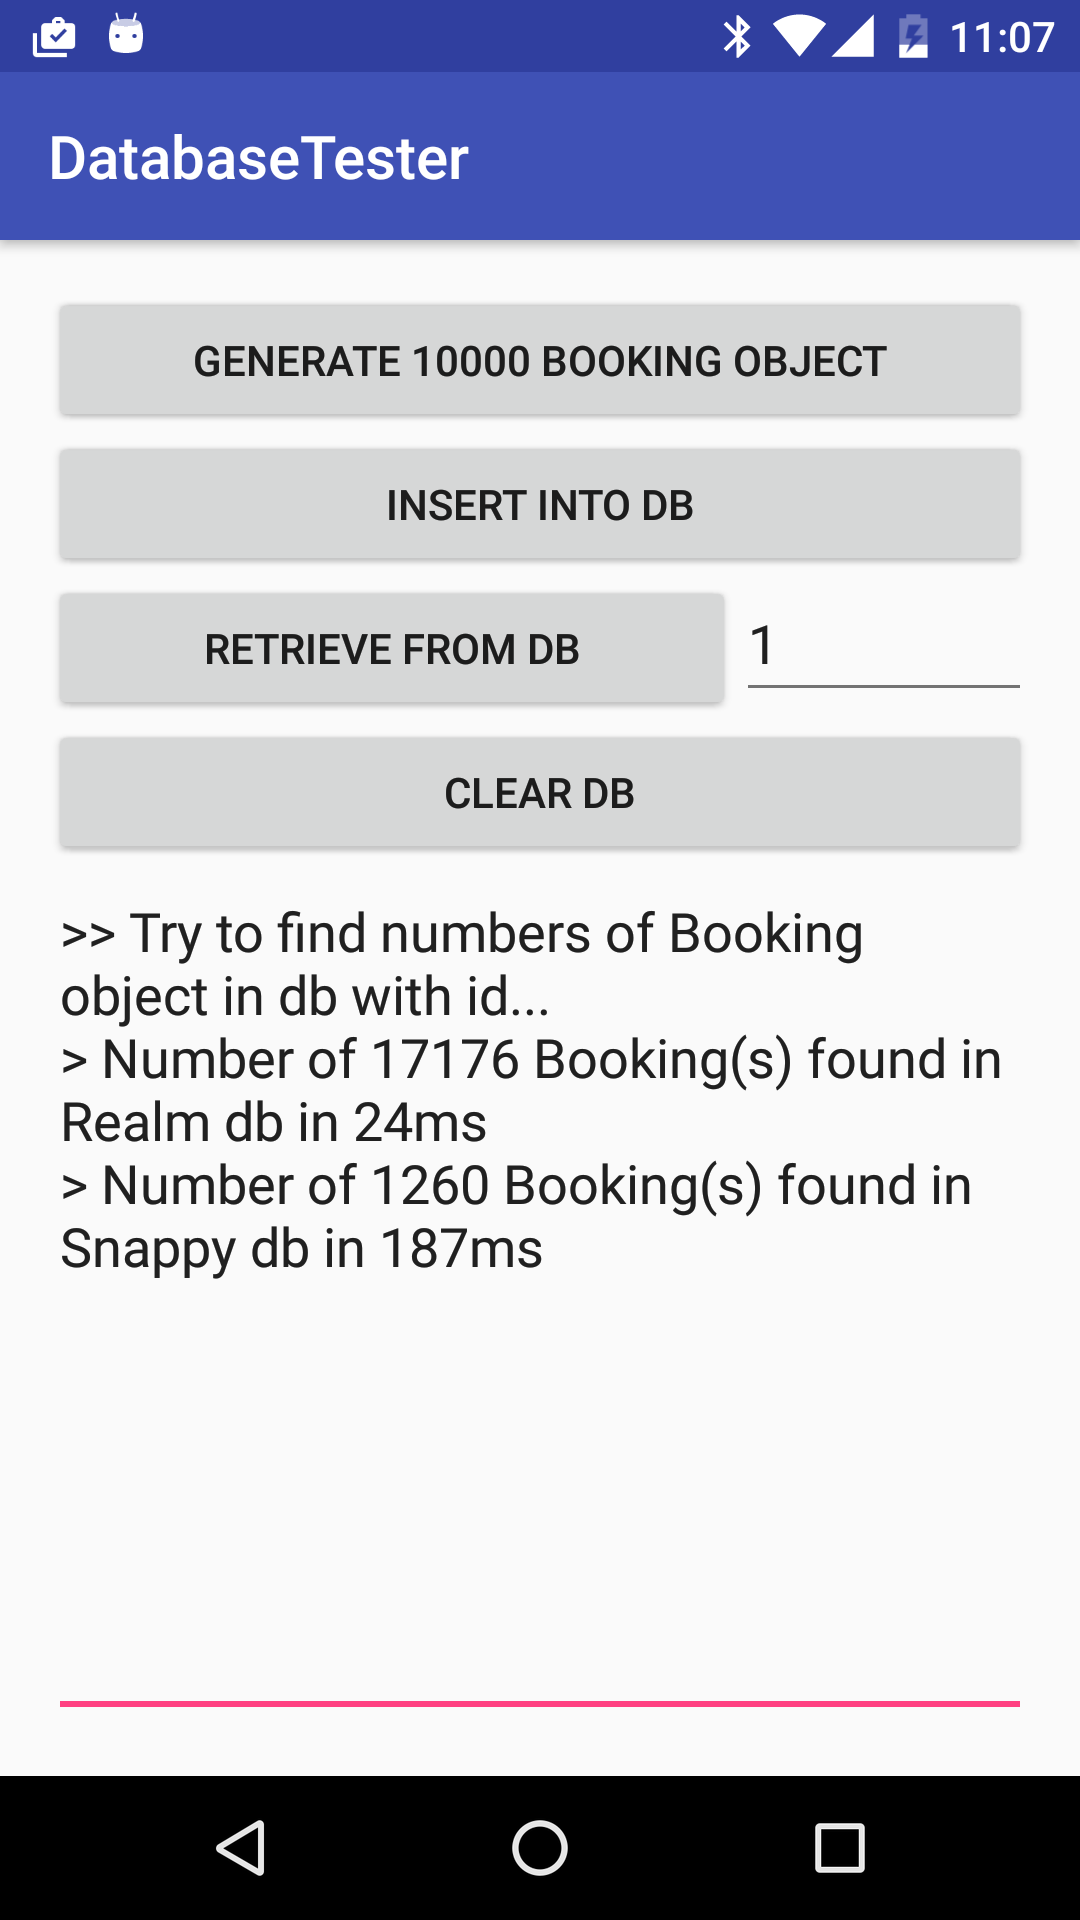 11:07
DatabaseTester
GENERATE 10000 BOOKING OBJECT
INSERT INTO DB
RETRIEVE FROM DB 1
CLEAR DB
>> Try to find numbers of Booking
object in db with id...
> Number of 17176 Booking(s) found in
Realm db in 24ms
> Number of 1260 Booking(s) found in
Snappy db in 187ms